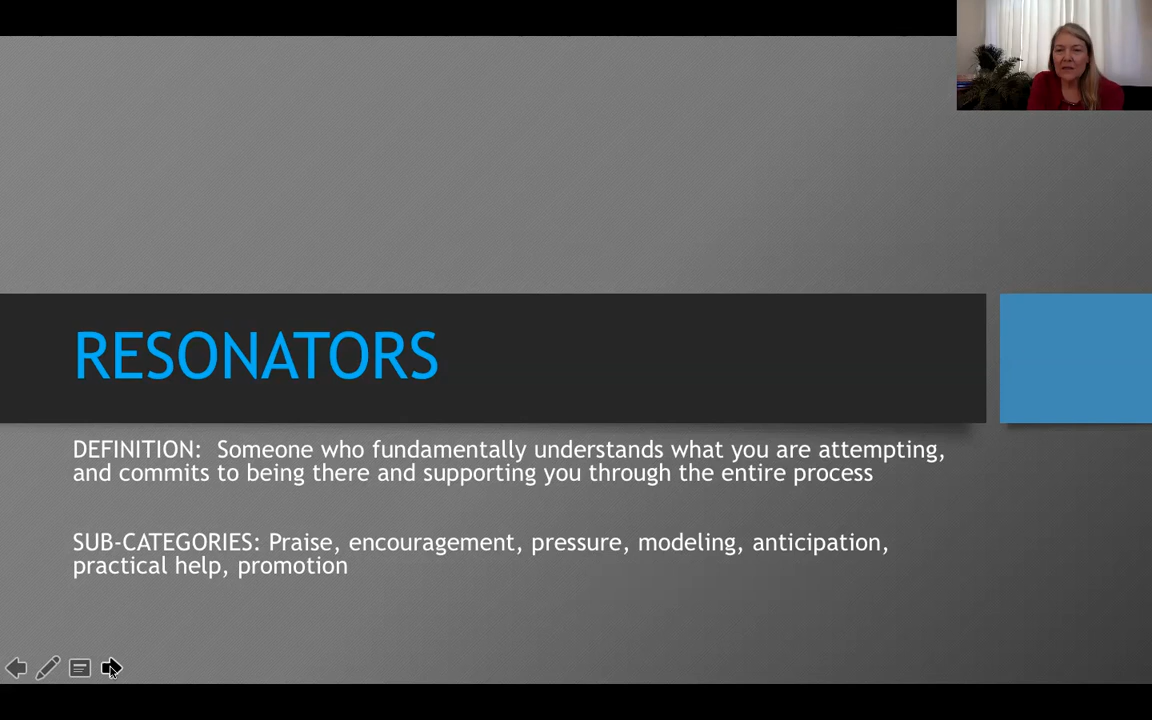 RESONATORS
DEFINITION:  Someone who fundamentally understands what you are attempting,
and commits to being there and supporting you through the entire process
SUB-CATEGORIES: Praise, encouragement, pressure, modeling, anticipation,
practical help, promotion